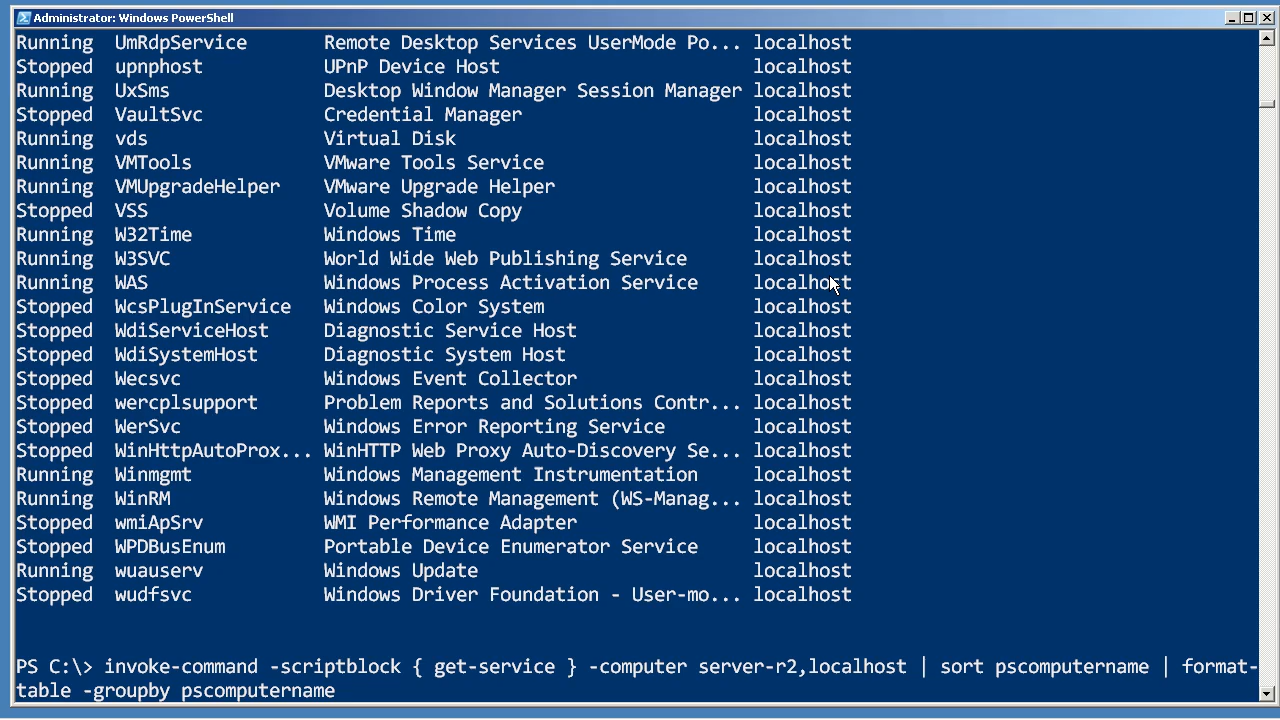 Administrator: Windows PowerShell
Running UmRdpService Remote Desktop Services UserMode Po... localhost
Stopped upnphost UPnP Device Host localhost
Running UxSms Desktop Window Manager Session Manager localhost
Stopped VaultSvc Credential Manager localhost
Running vds Virtual Disk localhost
Running VMTools VMware Tools Service localhost
Running VMUpgradeHelper VMware Upgrade Helper localhost
Stopped VSS Volume Shadow Copy localhost
Running W32Time Windows Time localhost
Running W3SVC World Wide Web Publishing Service localhost
Running WAS Windows Process Activation Service localhost
Stopped WcsPlugInService Windows Color System localhost
Stopped WdiServiceHost Diagnostic Service Host localhost
Stopped WdiSystemHost Diagnostic System Host localhost
Stopped Wecsvc Windows Event Collector localhost
Stopped wercplsupport Problem Reports and Solutions Contr... localhost
Stopped WerSvc Windows Error Reporting Service localhost
Stopped WinHttpAutoProx... WinHTTP Web Proxy Auto-Discovery Se... localhost
Running Winmgmt Windows Management Instrumentation localhost
Running WinRM Windows Remote Management (WS-Manag... localhost
Stopped wmiApSrv WMI Performance Adapter localhost
Stopped WPDBusEnum Portable Device Enumerator Service localhost
Running wuauserv Windows Update localhost
Stopped wudfsvc Windows Driver Foundation - User-mo... localhost
PS C:\> invoke-command -scriptblock { get-service } -computer server-r2,localhost | sort pscomputername | format-
table -groupby pscomputername